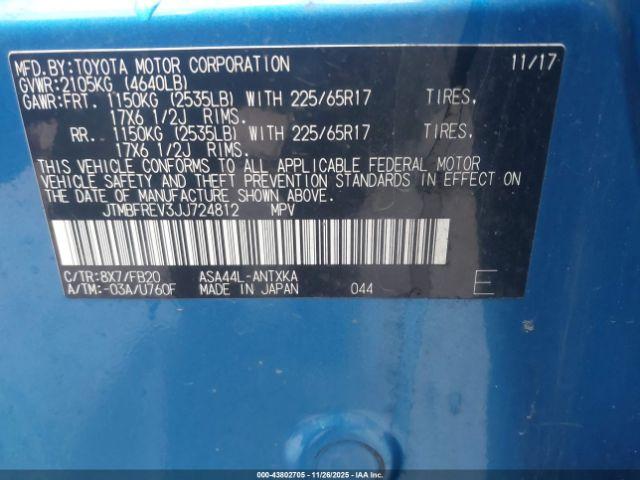 MFD.BY:TOYOTA MOTOR CORPORATION 11/17
GVWR:2105KG (4640LB)
GAWR:FRT. 1150KG (2535LB) WITH 225/65R17 TIRES,
17X6 1/2J RIMS.
RR. 1150KG (2535LB) WITH 225/65R17 TIRES,
17X6 1/2J RIMS.
THIS VEHICLE CONFORMS TO ALL APPLICABLE FEDERAL MOTOR
VEHICLE SAFETY AND THEFT PREVENTION STANDARDS IN EFFECT ON
THE DATE OF MANUFACTURE SHOWN ABOVE.
JTMBFREV3JJ724812 MPV
C/TR:8X7/FB20 ASA44L-ANTXKA
A/TM:-03A/U760F MADE IN JAPAN 044 E
000-43802705 - 11/26/2025 - IAAI.COM